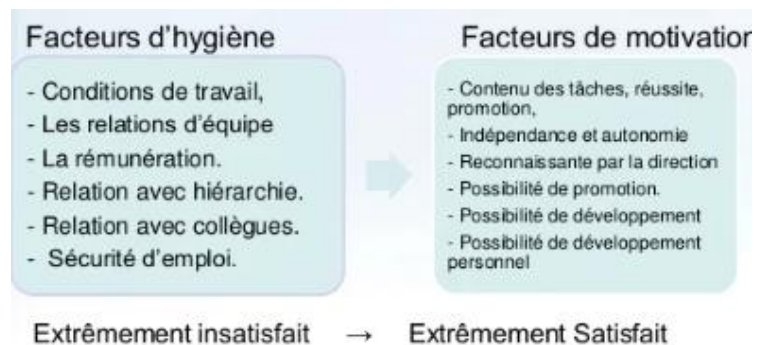 Facteurs d'hygiène
- Conditions de travail,
- Les relations d'équipe
- La rémunération.
- Relation avec hiérarchie.
- Relation avec collègues.
- Sécurité d'emploi.
Facteurs de motivation
- Contenu des tâches, réussite,
promotion,
- Indépendance et autonomie
- Reconnaissante par la direction
- Possibilité de promotion.
- Possibilité de développement
- Possibilité de développement
personnel
Extrêmement insatisfait → Extrêmement Satisfait